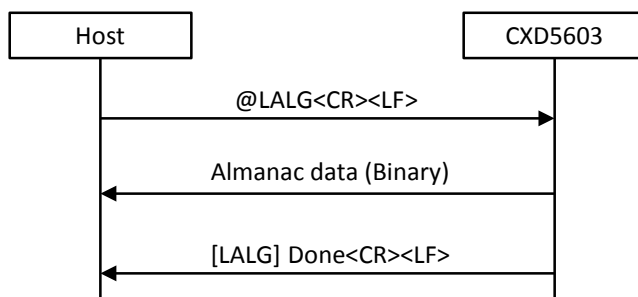 Host
CXD5603
@LALG<CR><LF>
Almanac data (Binary)
[LALG] Done<CR><LF>